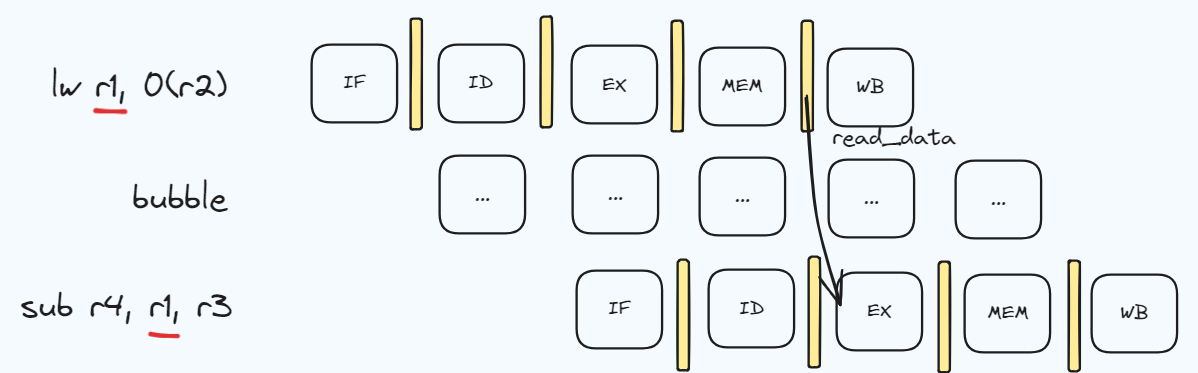 lw r1, 0(r2) IF ID EX MEM WB
read_data
bubble ... ... ... ... ...
sub r4, r1, r3 IF ID EX MEM WB